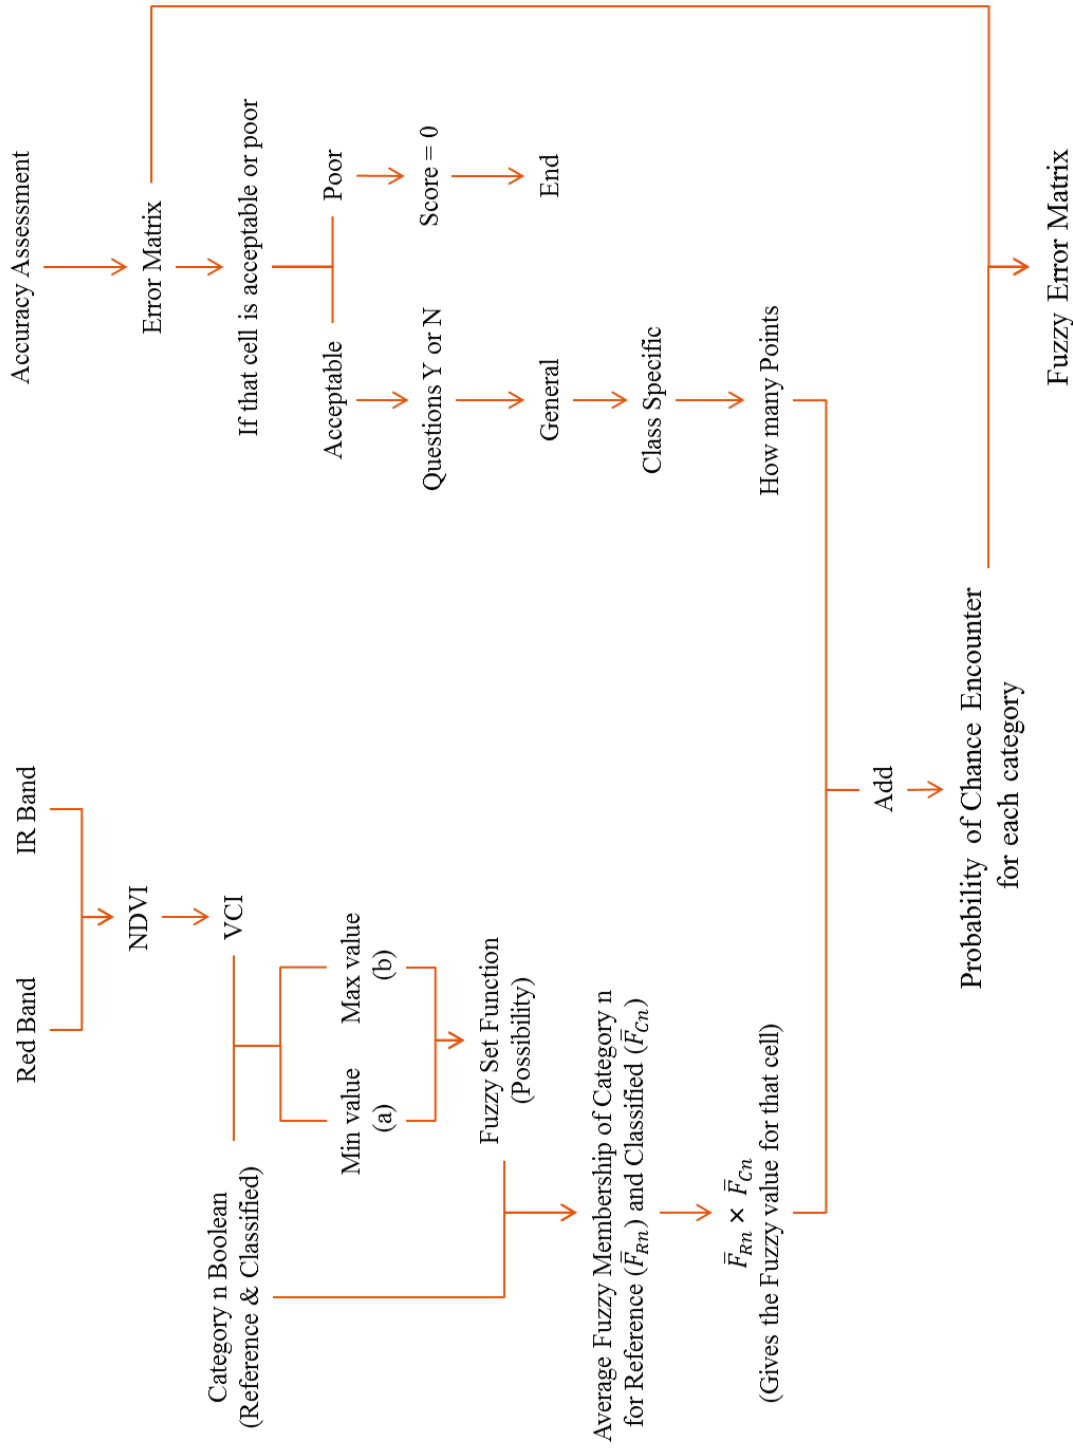 Red Band
IR Band
NDVI
VCI
Category n Boolean
(Reference & Classified)
Min value
(a)
Max value
(b)
Fuzzy Set Function
(Possibility)
Average Fuzzy Membership of Category n
for Reference (F̅Rn) and Classified (F̅Cn)
F̅Rn × F̅Cn
(Gives the Fuzzy value for that cell)
Accuracy Assessment
Error Matrix
If that cell is acceptable or poor
Acceptable
Poor
Questions Y or N
Score = 0
General
End
Class Specific
How many Points
Add
Probability of Chance Encounter
for each category
Fuzzy Error Matrix